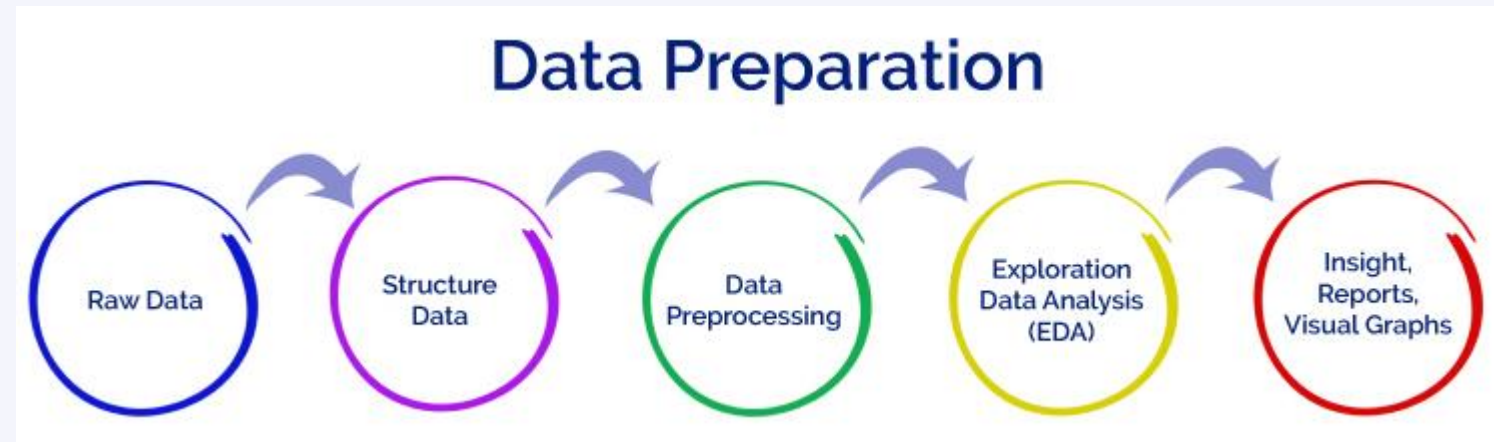 Data Preparation
Raw Data
Structure
Data
Data
Preprocessing
Exploration
Data Analysis
(EDA)
Insight,
Reports,
Visual Graphs